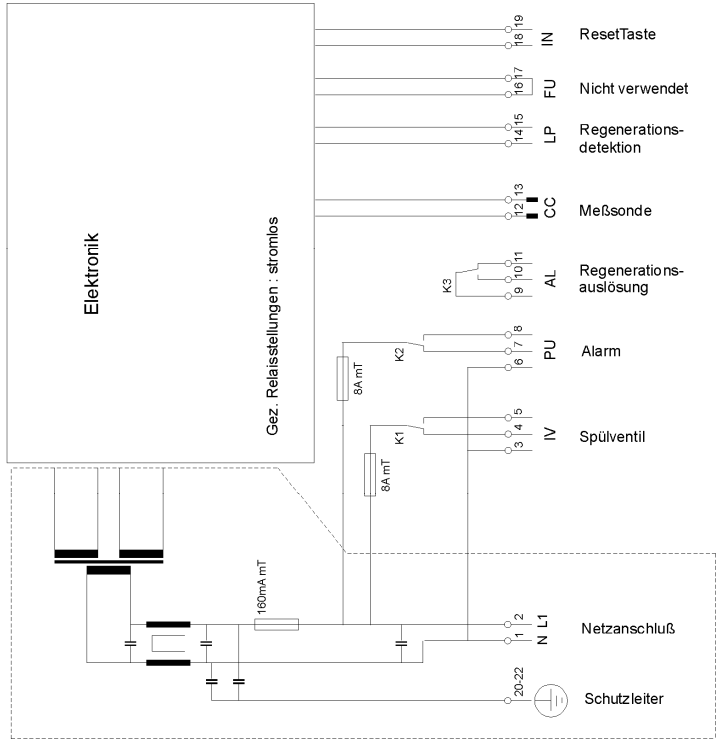 19
18
IN
ResetTaste
17
16
FU
Nicht verwendet
15
14
LP
Regenerations-
detektion
13
12
CC
Meßsonde
11
10
9
AL
K3
Regenerations-
auslösung
8
7
6
PU
K2
Alarm
8A mT
5
4
3
IV
K1
Spülventil
8A mT
Elektronik
Gez. Relaisstellungen : stromlos
160mA mT
2
1
L1
N
Netzanschluß
20-22
Schutzleiter